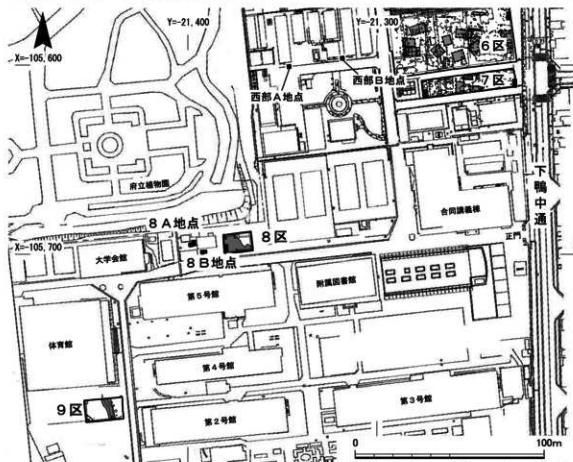 Y=-21,400
Y=-21,300
X=-105,600
6区
7区
西部A地点
西部B地点
府立植物園
下鴨中通
合同講義棟
正門
8A地点
8区
X=-105,700
大学会館
8B地点
附属図書館
第5号館
体育館
第4号館
第3号館
9区
第2号館
0
100m